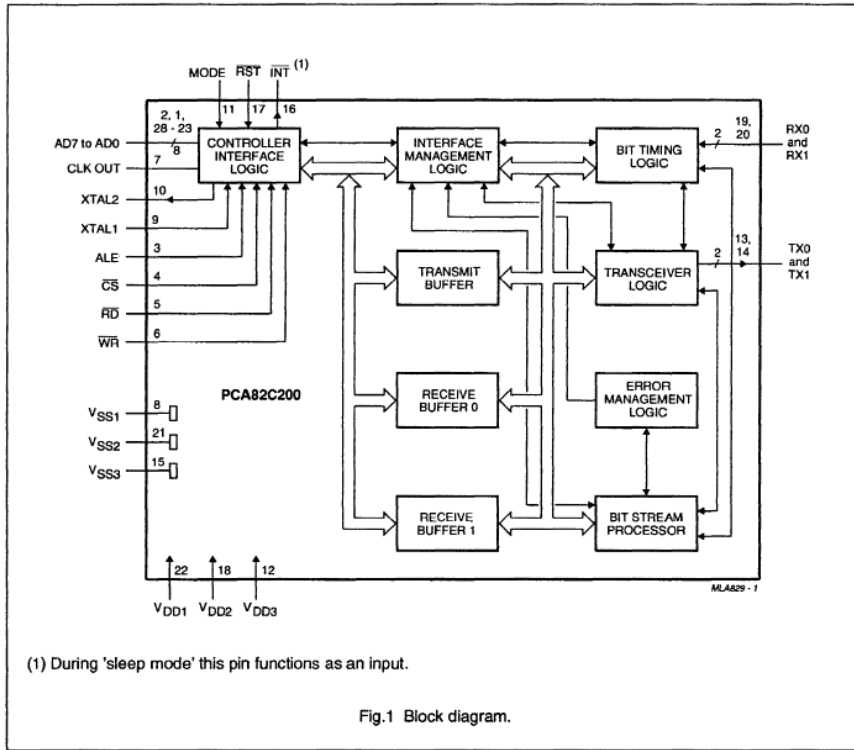 MODE RST INT (1)
11 17 16
2, 1,
28 - 23
AD7 to AD0 8
CLK OUT 7
XTAL2 10
XTAL1 9
ALE 3
CS 4
RD 5
WR 6
CONTROLLER
INTERFACE
LOGIC
INTERFACE
MANAGEMENT
LOGIC
BIT TIMING
LOGIC
2
19,
20
RX0
and
RX1
TRANSMIT
BUFFER
TRANSCEIVER
LOGIC
2
13,
14
TX0
and
TX1
PCA82C200
RECEIVE
BUFFER 0
ERROR
MANAGEMENT
LOGIC
VSS1 8
VSS2 21
VSS3 15
RECEIVE
BUFFER 1
BIT STREAM
PROCESSOR
22 18 12
VDD1 VDD2 VDD3
MLA829 - 1
(1) During 'sleep mode' this pin functions as an input.
Fig.1 Block diagram.